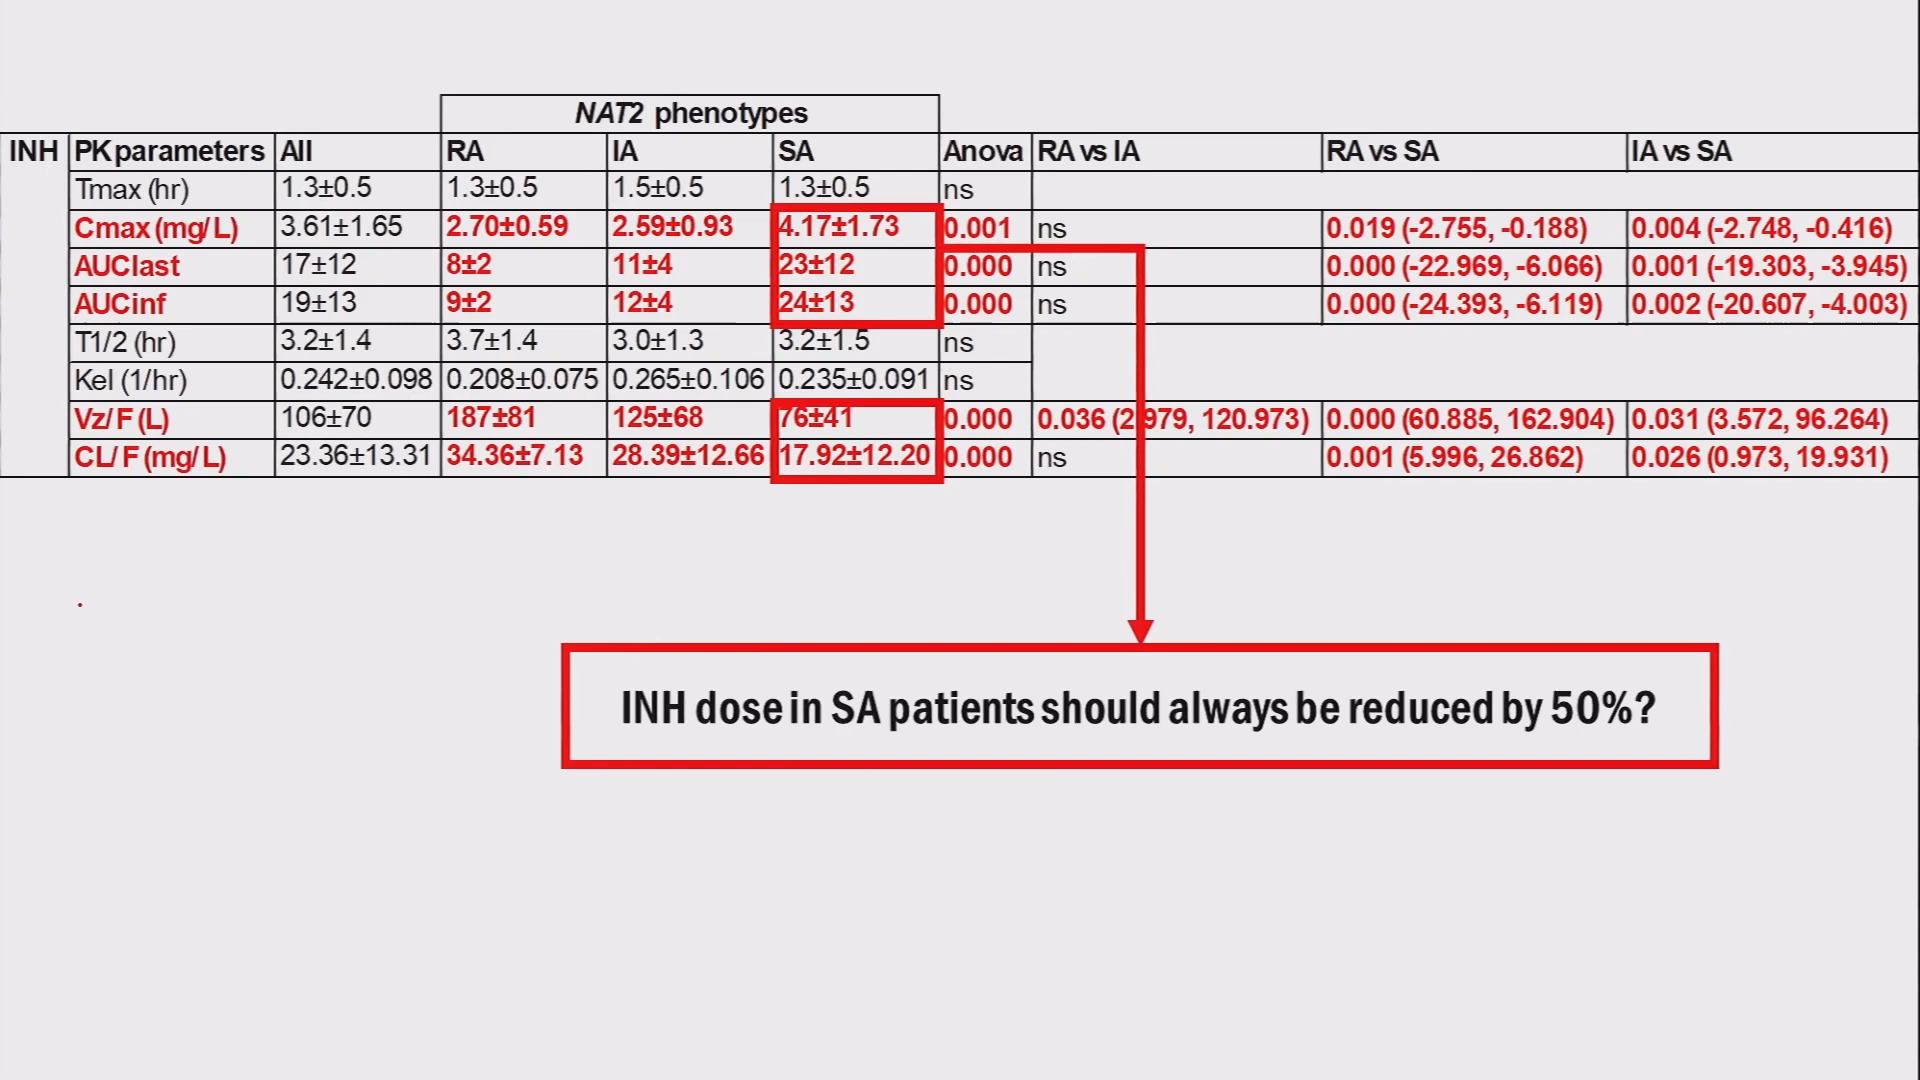 NAT2 phenotypes
INH PK parameters All RA IA SA Anova RA vs IA RA vs SA IA vs SA
Tmax (hr) 1.3±0.5 1.3±0.5 1.5±0.5 1.3±0.5 ns
Cmax (mg/L) 3.61±1.65 2.70±0.59 2.59±0.93 4.17±1.73 0.001 ns 0.019 (-2.755, -0.188) 0.004 (-2.748, -0.416)
AUClast 17±12 8±2 11±4 23±12 0.000 ns 0.000 (-22.969, -6.066) 0.001 (-19.303, -3.945)
AUCinf 19±13 9±2 12±4 24±13 0.000 ns 0.000 (-24.393, -6.119) 0.002 (-20.607, -4.003)
T1/2 (hr) 3.2±1.4 3.7±1.4 3.0±1.3 3.2±1.5 ns
Kel (1/hr) 0.242±0.098 0.208±0.075 0.265±0.106 0.235±0.091 ns
Vz/F (L) 106±70 187±81 125±68 76±41 0.000 0.036 (2.979, 120.973) 0.000 (60.885, 162.904) 0.031 (3.572, 96.264)
CL/F (mg/L) 23.36±13.31 34.36±7.13 28.39±12.66 17.92±12.20 0.000 ns 0.001 (5.996, 26.862) 0.026 (0.973, 19.931)
INH dose in SA patients should always be reduced by 50%?